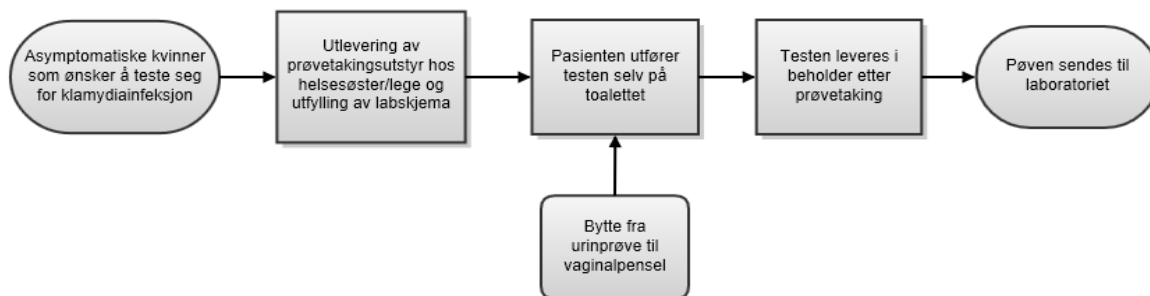 Asymptomatiske kvinner
som ønsker å teste seg
for klamydiainfeksjon
Utlevering av
prøvetakingsutstyr hos
helsesøster/lege og
utfylling av labskjema
Pasienten utfører
testen selv på
toalettet
Testen leveres i
beholder etter
prøvetaking
Pøven sendes til
laboratoriet
Bytte fra
urinprøve til
vaginalpensel